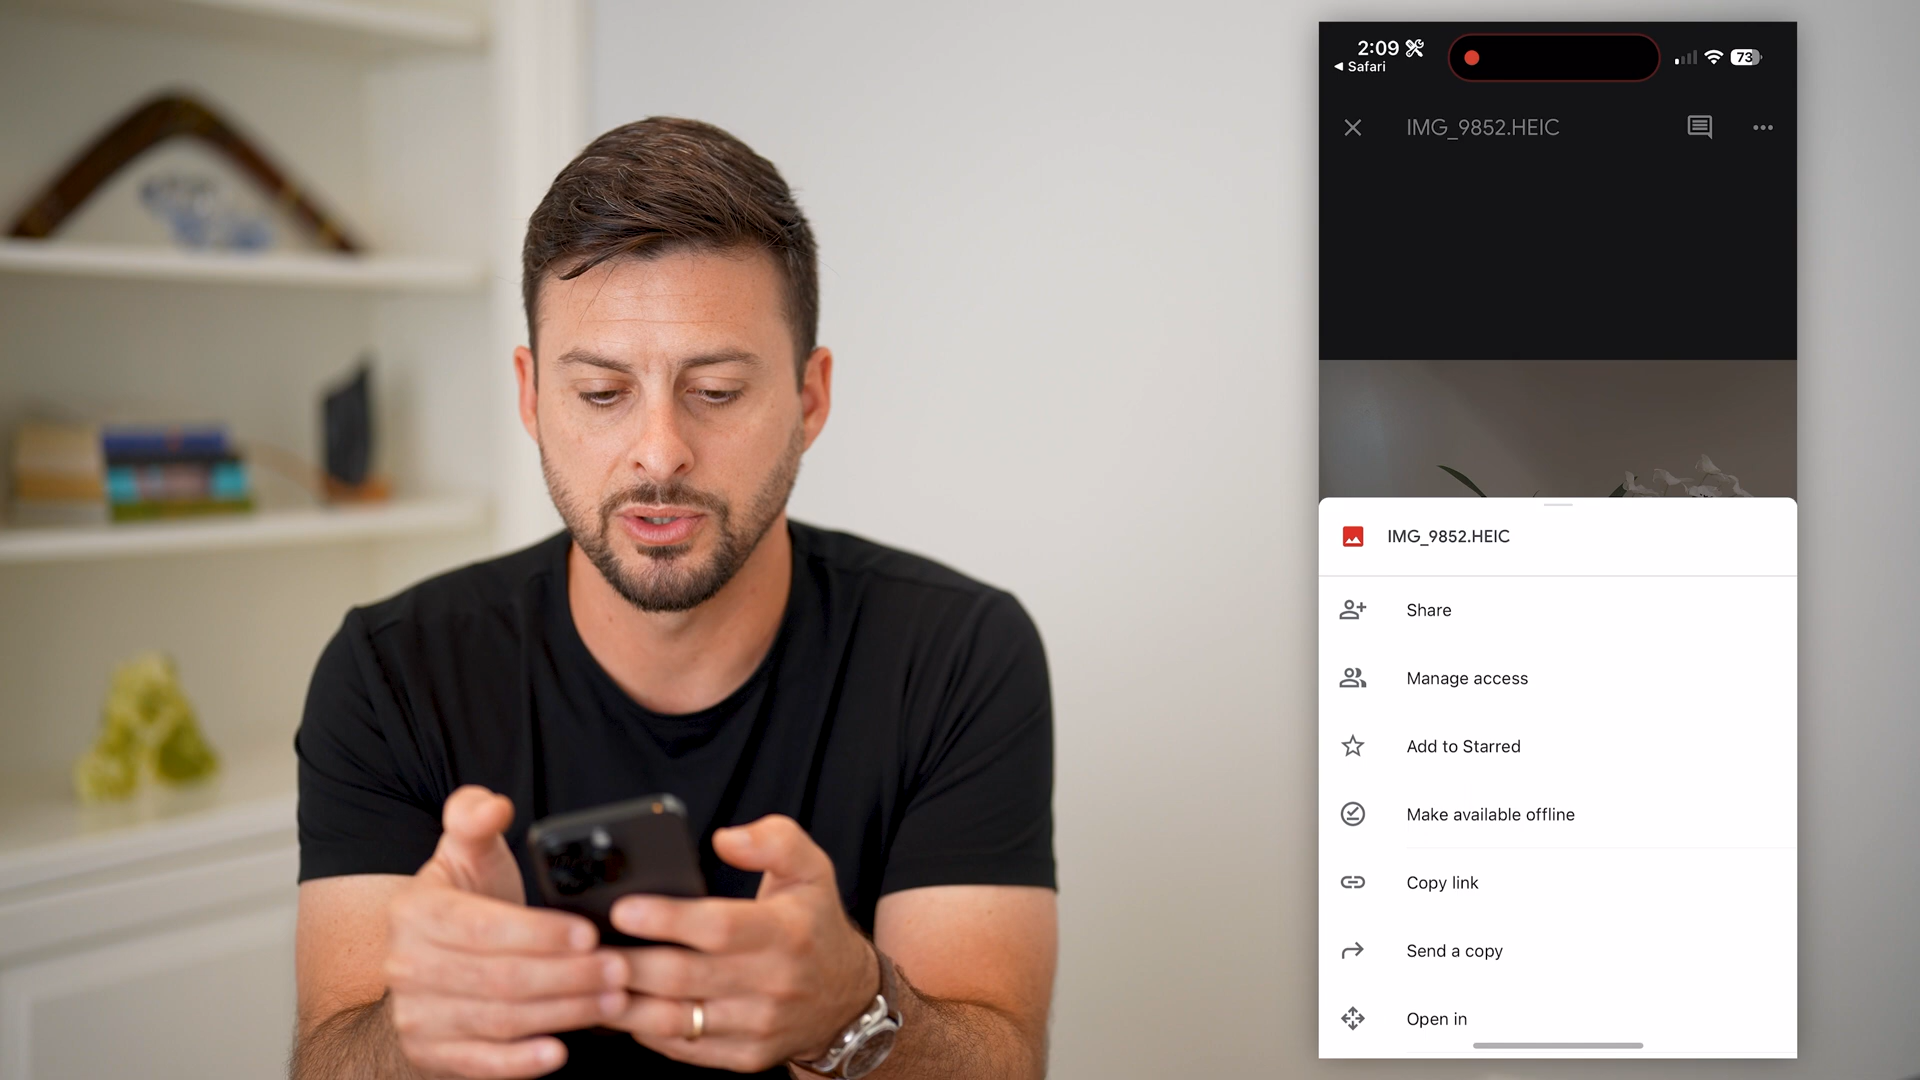 2:09
73
◀ Safari
IMG_9852.HEIC
IMG_9852.HEIC
Share
Manage access
Add to Starred
Make available offline
Copy link
Send a copy
Open in